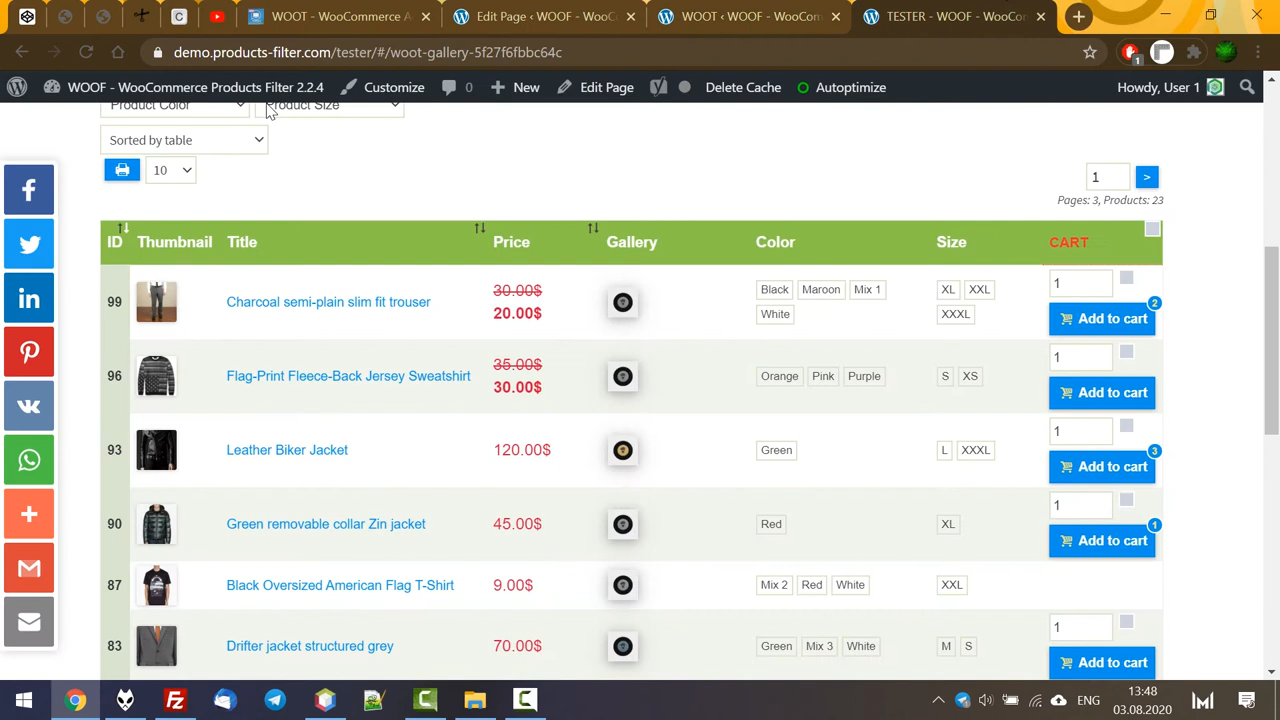 WOOT - WooCommerce A
Edit Page ‹ WOOF - WooC
WOOT ‹ WOOF - WooComm
TESTER - WOOF - WooCom
demo.products-filter.com/tester/#/woot-gallery-5f27f6fbbc64c
1
WOOF - WooCommerce Products Filter 2.2.4
Customize
0
New
Edit Page
Delete Cache
Autoptimize
Howdy, User 1
Product Color
Product Size
Sorted by table
10
1
>
Pages: 3, Products: 23
ID Thumbnail Title Price Gallery Color Size CART
99 Charcoal semi-plain slim fit trouser 30.00$ 20.00$ Black Maroon Mix 1 White XL XXL XXXL 1 Add to cart 2
96 Flag-Print Fleece-Back Jersey Sweatshirt 35.00$ 30.00$ Orange Pink Purple S XS 1 Add to cart
93 Leather Biker Jacket 120.00$ Green L XXXL 1 Add to cart 3
90 Green removable collar Zin jacket 45.00$ Red XL 1 Add to cart 1
87 Black Oversized American Flag T-Shirt 9.00$ Mix 2 Red White XXL
83 Drifter jacket structured grey 70.00$ Green Mix 3 White M S 1 Add to cart
ENG
13:48
03.08.2020